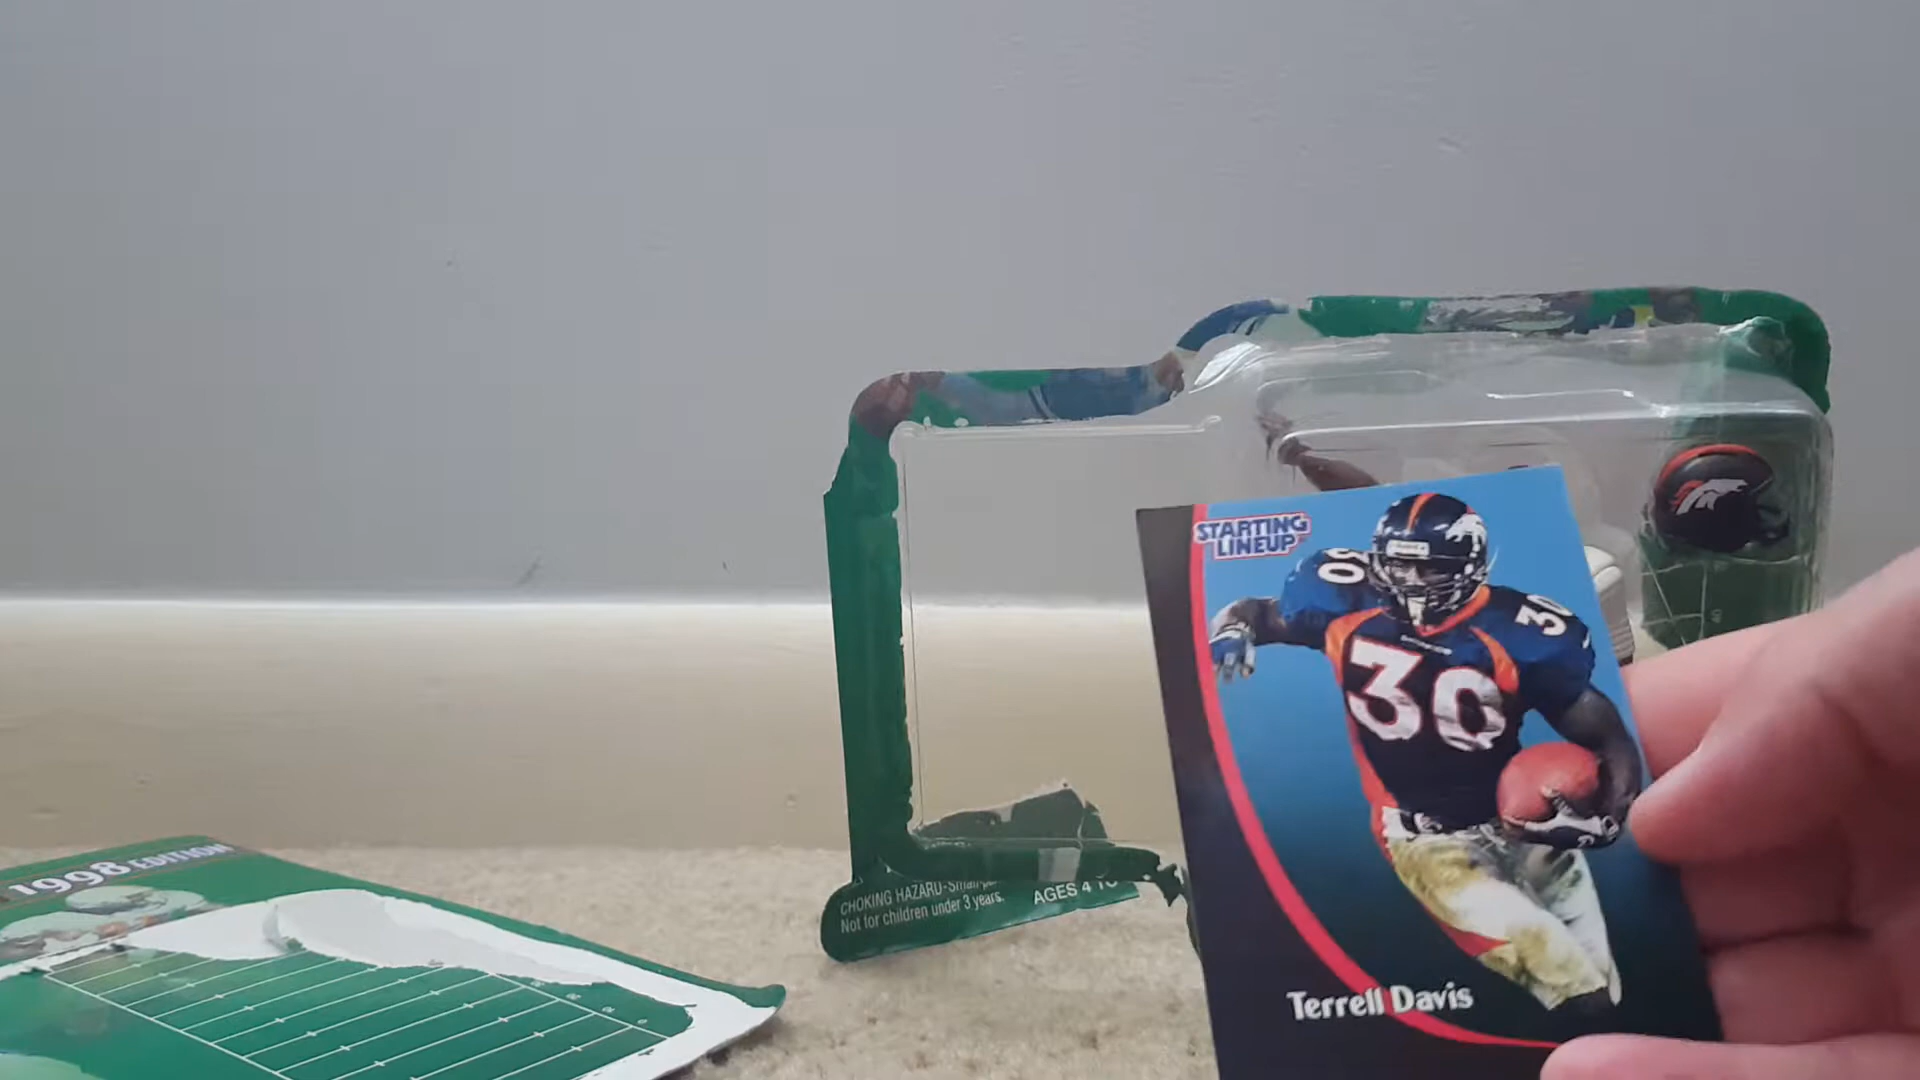 1998 EDITION
CHOKING HAZARD-Small
Not for children under 3 years.
AGES 4
STARTING
LINEUP
30
30
30
Terrell Davis